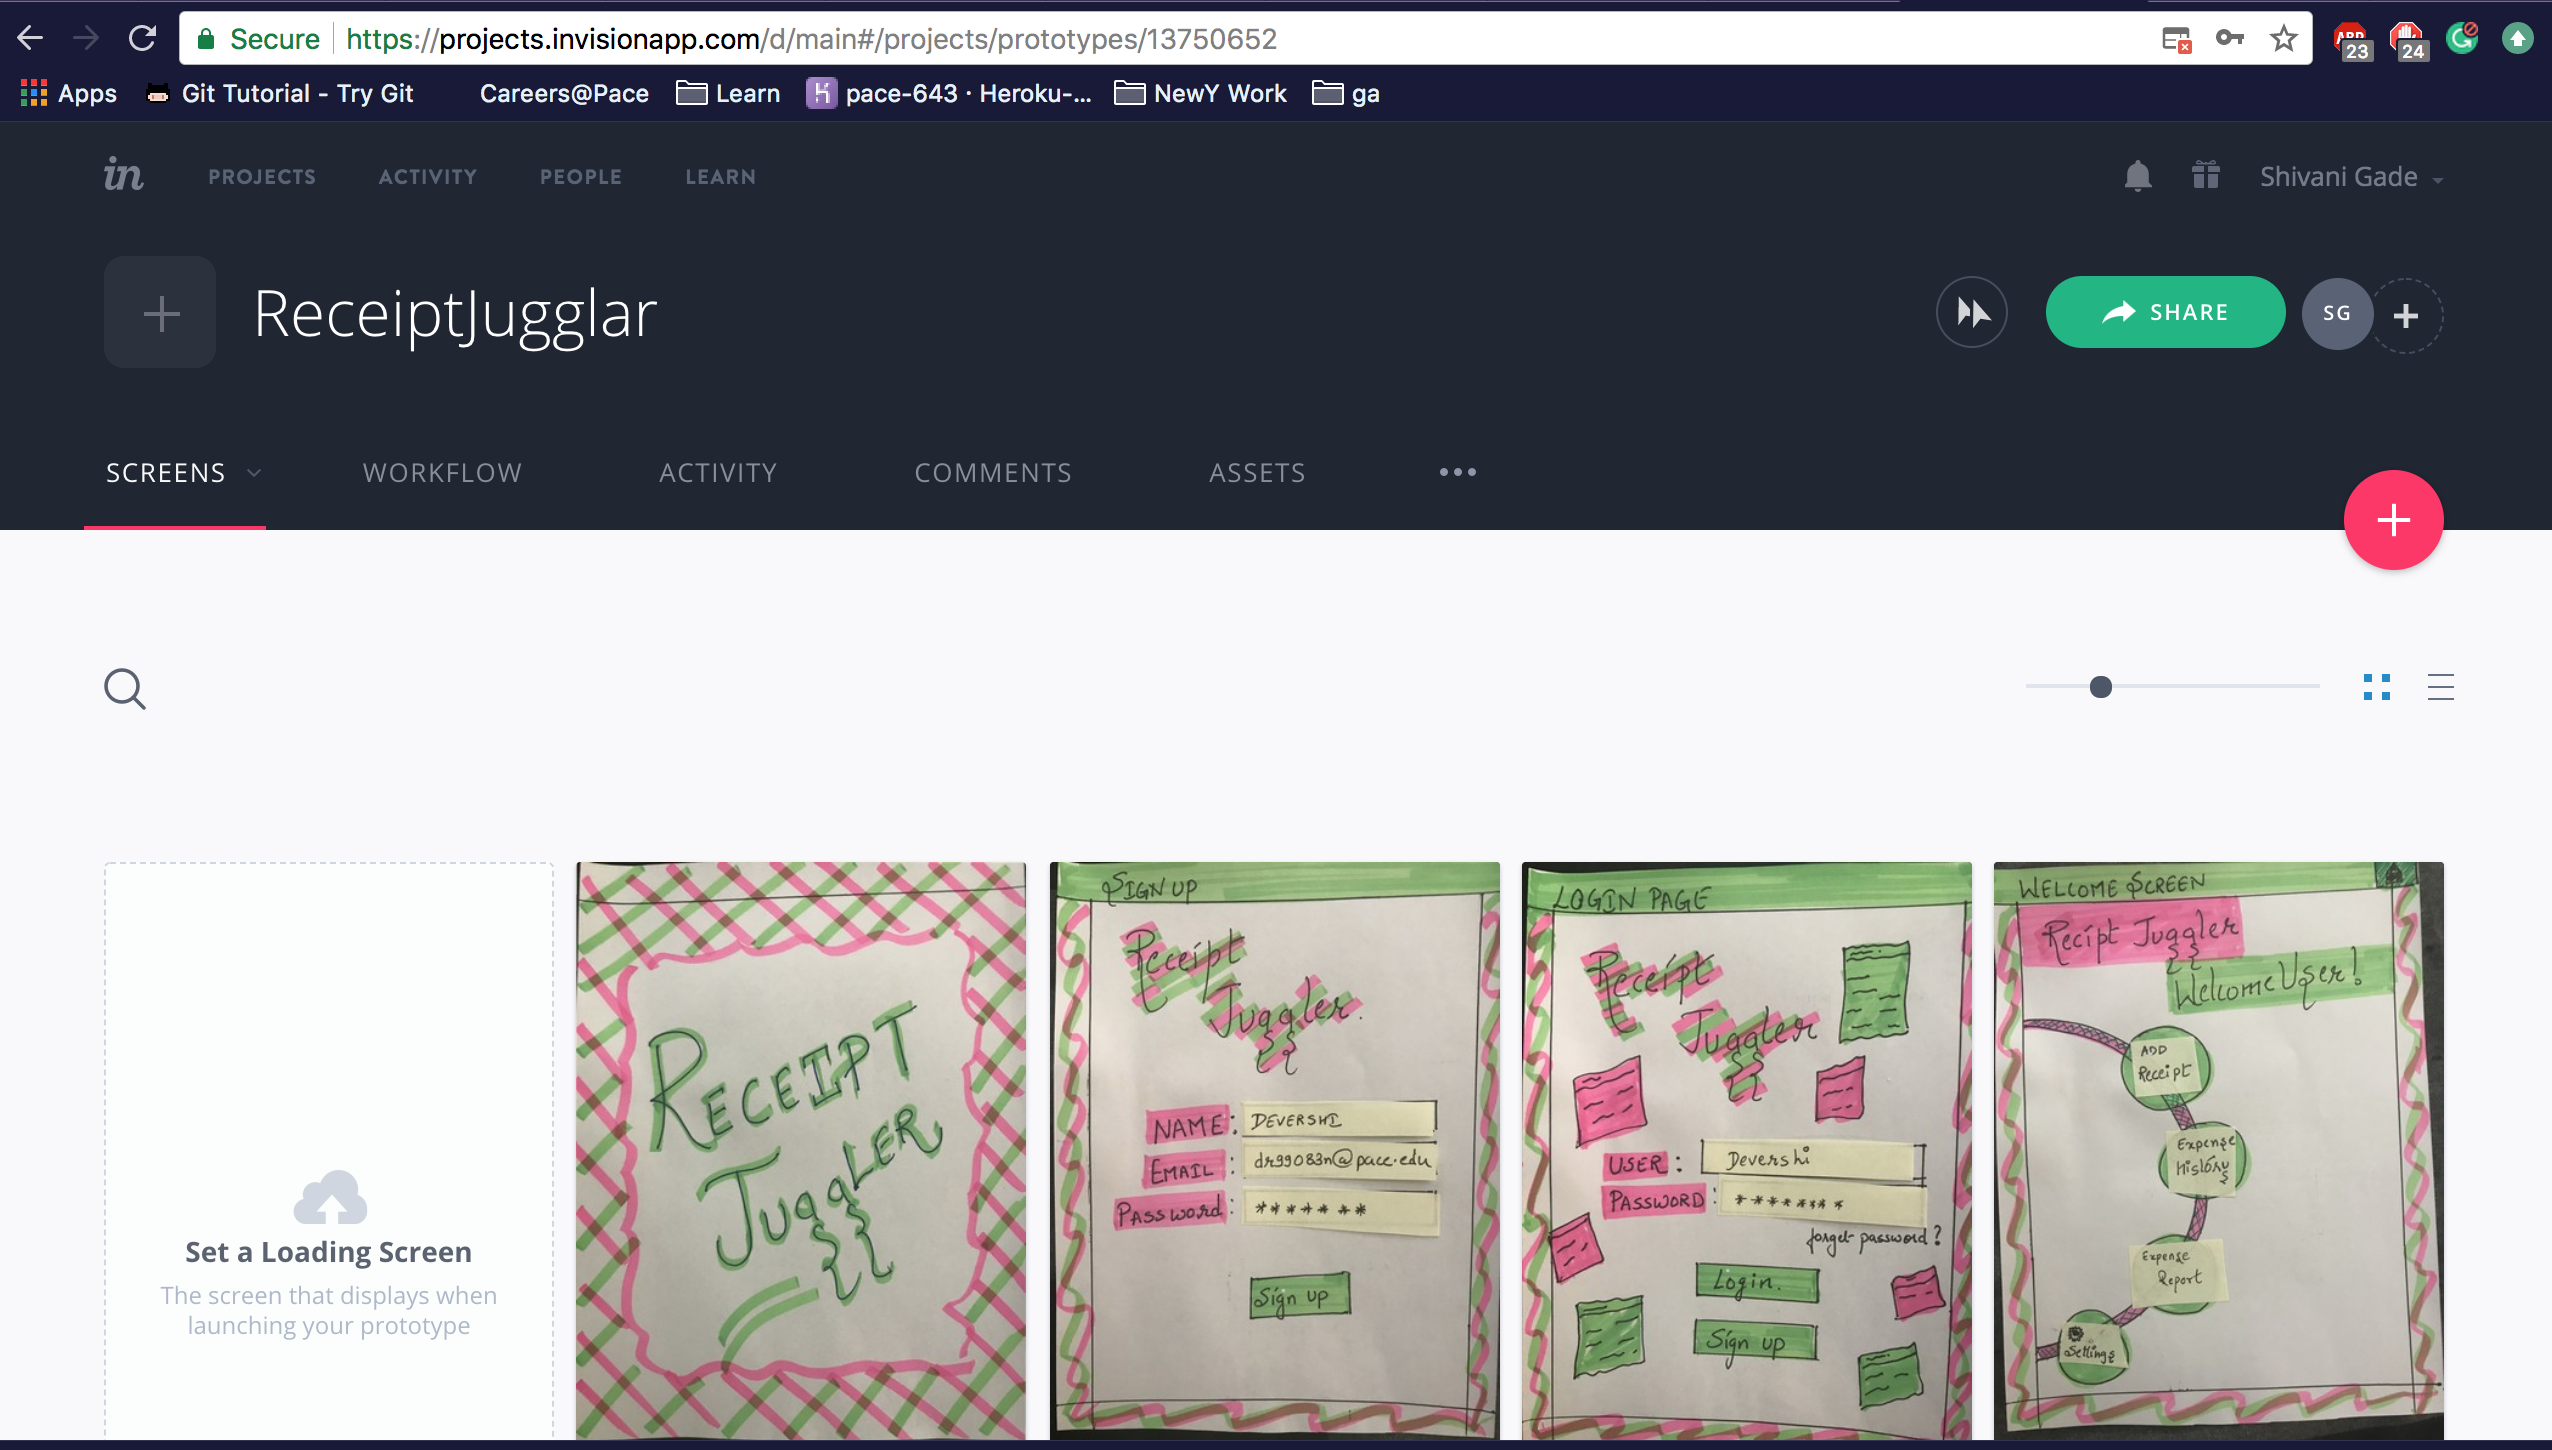 Secure https://projects.invisionapp.com/d/main#/projects/prototypes/13750652
23 24
Apps Git Tutorial - Try Git Careers@Pace Learn pace-643 · Heroku-... NewY Work ga
in PROJECTS ACTIVITY PEOPLE LEARN Shivani Gade
ReceiptJugglar SHARE SG
SCREENS WORKFLOW ACTIVITY COMMENTS ASSETS
Set a Loading Screen
The screen that displays when
launching your prototype
RECEIPT
JUGGLER
SIGN UP
Receipt
Juggler.
NAME: DEVERSHI
EMAIL: dr99083n@pace.edu
Password: *******
Sign up
LOGIN PAGE
Receipt
Juggler
USER: Devershi
PASSWORD: ********
forget password?
Login.
Sign up
WELCOME SCREEN
Recipt Juggler
Welcome User!
ADD
Receipt
Expense
History
Expense
Report
Settings